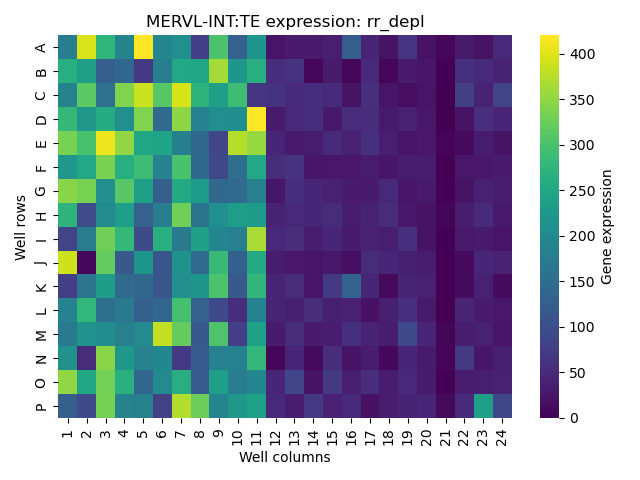 MERVL-INT:TE expression: rr_depl
Well rows
A
B
C
D
E
F
G
H
I
J
K
L
M
N
O
P
1 2 3 4 5 6 7 8 9 10 11 12 13 14 15 16 17 18 19 20 21 22 23 24
Well columns
400
350
300
250
200
150
100
50
0
Gene expression